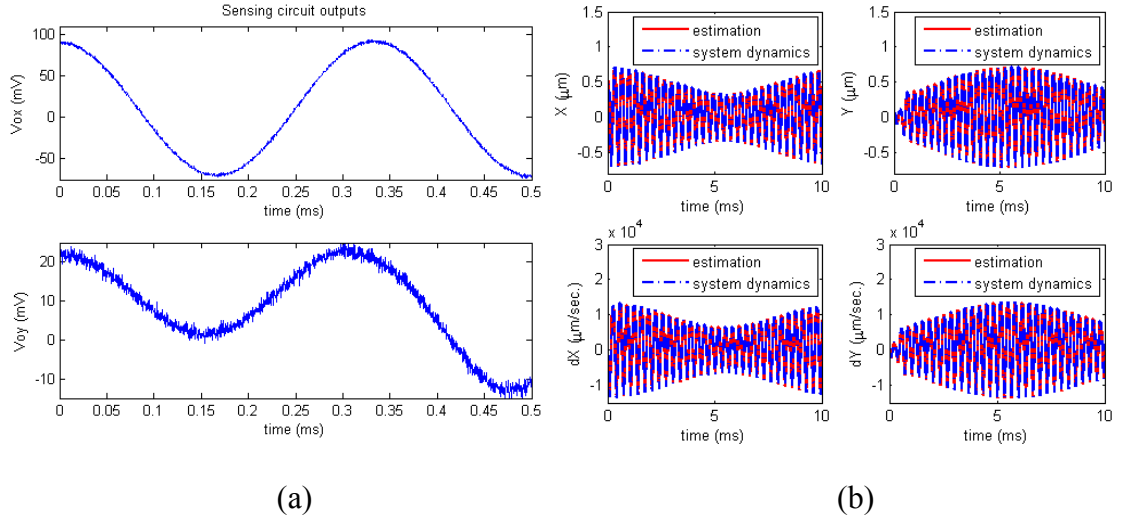 Sensing circuit outputs
100
50
0
-50
Vox (mV)
0 0.05 0.1 0.15 0.2 0.25 0.3 0.35 0.4 0.45 0.5
time (ms)
20
10
0
-10
Voy (mV)
0 0.05 0.1 0.15 0.2 0.25 0.3 0.35 0.4 0.45 0.5
time (ms)
(a)
1.5
1
0.5
0
-0.5
X (μm)
estimation
system dynamics
0 5 10
time (ms)
1.5
1
0.5
0
-0.5
Y (μm)
estimation
system dynamics
0 5 10
time (ms)
x 10⁴
3
2
1
0
-1
dX (μm/sec.)
estimation
system dynamics
0 5 10
time (ms)
x 10⁴
3
2
1
0
-1
dY (μm/sec.)
estimation
system dynamics
0 5 10
time (ms)
(b)